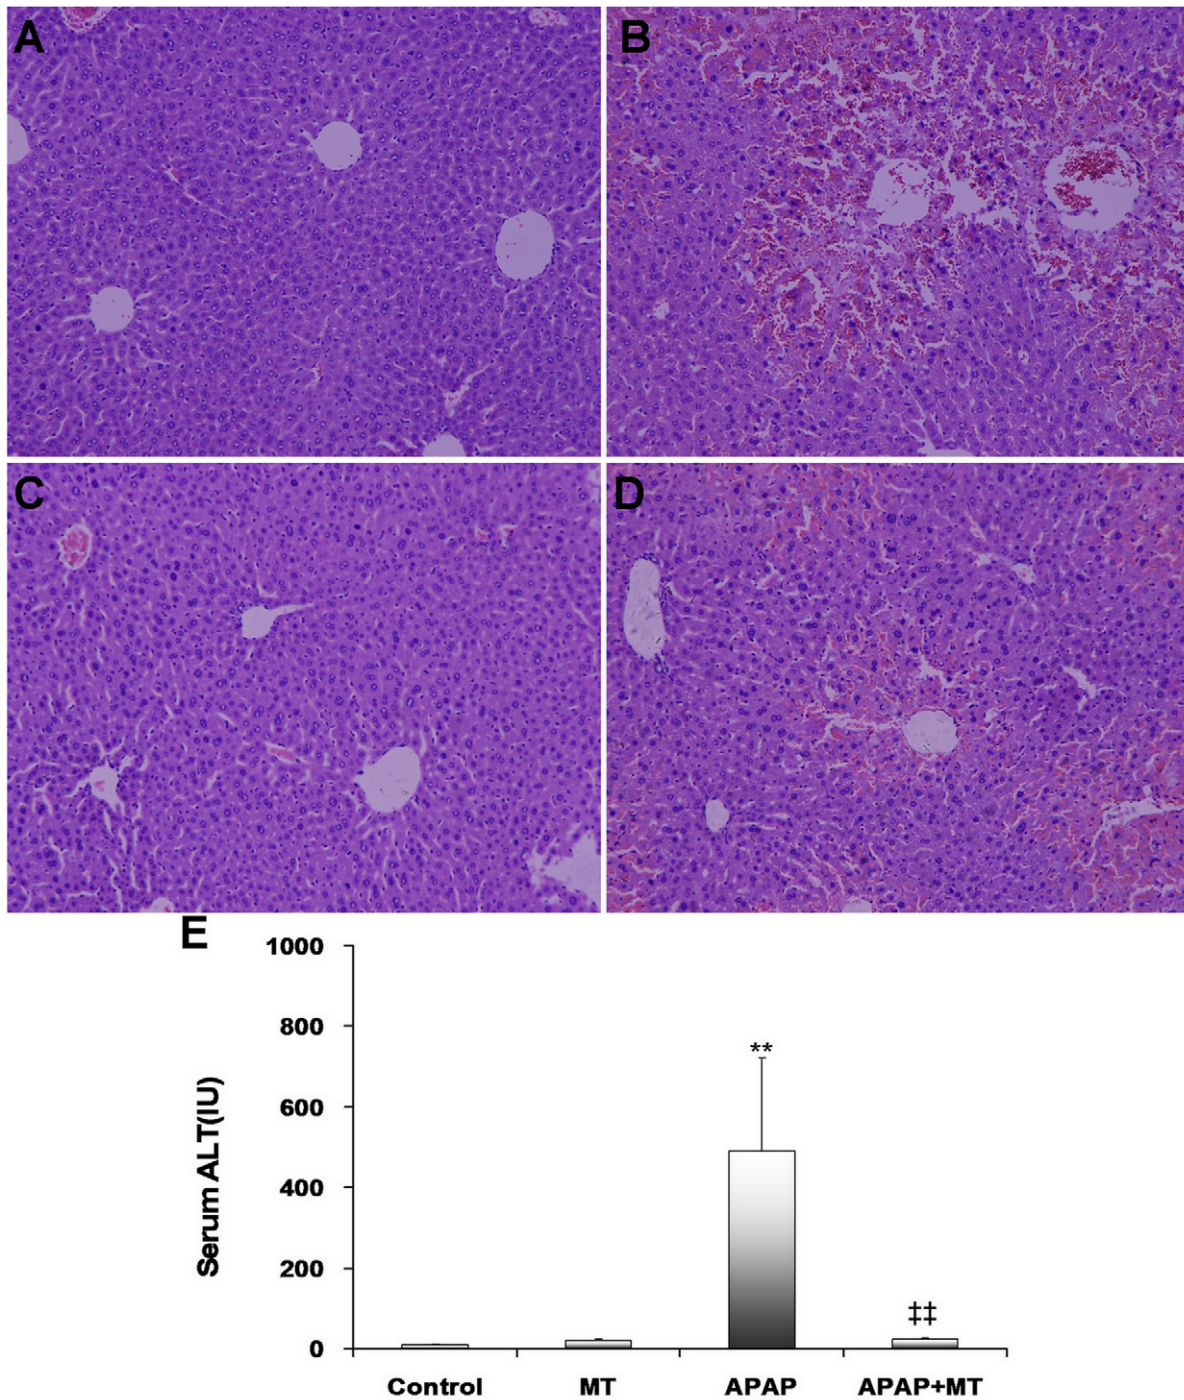 A
B
C
D
E
1000
800
600
400
200
0
Serum ALT(IU)
**
‡‡
Control
MT
APAP
APAP+MT